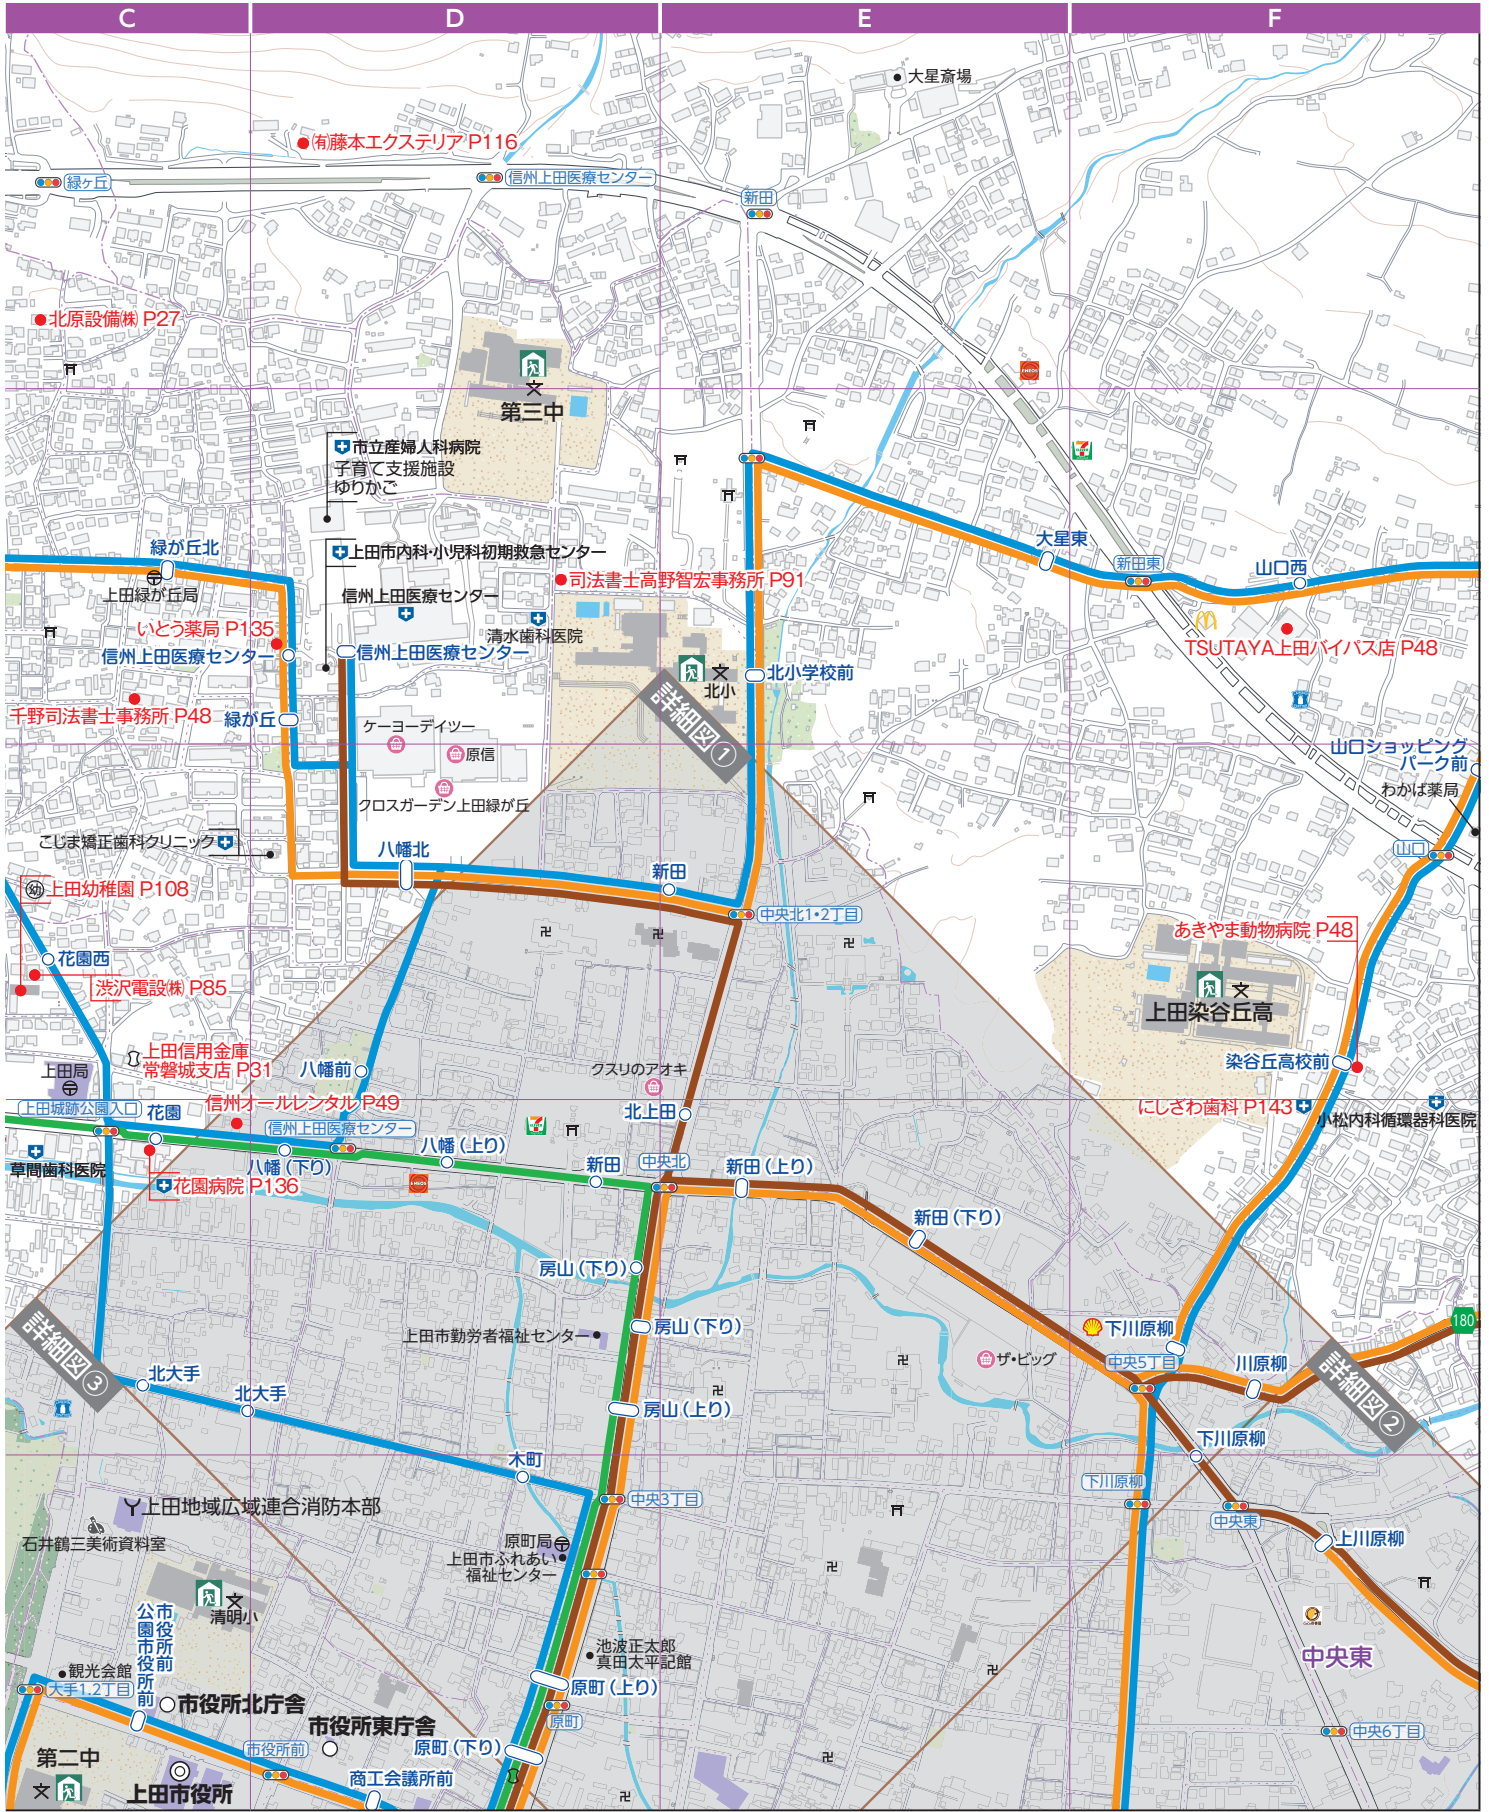 C
D
E
F
大星斎場
㈲藤本エクステリア P116
緑ヶ丘
信州上田医療センター
新田
北原設備㈱ P27
ENEOS
第三中
市立産婦人科病院
子育て支援施設
ゆりかご
大星東
緑が丘北
上田市内科・小児科初期救急センター
新田東
山口西
司法書士高野智宏事務所 P91
上田緑が丘局
信州上田医療センター
いとう薬局 P135
清水歯科医院
TSUTAYA上田バイパス店 P48
信州上田医療センター
信州上田医療センター
北小学校前
北小
千野司法書士事務所 P48
緑が丘
詳細図①
ケーヨーデイツー
原信
山口ショッピング
パーク前
わかば薬局
クロスガーデン上田緑が丘
こじま矯正歯科クリニック
八幡北
山口
新田
幼
上田幼稚園 P108
中央北1・2丁目
あきやま動物病院 P48
花園西
渋沢電設㈱ P85
上田染谷丘高
上田信用金庫
常磐城支店 P31
上田局
八幡前
クスリのアオキ
染谷丘高校前
上田城跡公園入口
花園
信州オールレンタル P49
北上田
にしざわ歯科 P143
小松内科循環器科医院
信州上田医療センター
八幡（上り）
草間歯科医院
八幡（下り）
新田
中央北
新田（上り）
花園病院 P136
ENEOS
新田（下り）
房山（下り）
180
上田市勤労者福祉センター
房山（下り）
下川原柳
ザ・ビッグ
中央5丁目
川原柳
詳細図③
詳細図②
北大手
北大手
房山（上り）
下川原柳
木町
下川原柳
中央3丁目
上田地域広域連合消防本部
中央東
石井鶴三美術資料室
原町局
上田市ふれあい
福祉センター
上川原柳
清明小
市役所前
公園市役所前
池波正太郎
真田太平記館
中央東
観光会館
大手1.2丁目
原町（上り）
市役所北庁舎
原町
市役所東庁舎
中央6丁目
市役所前
原町（下り）
第二中
商工会議所前
上田市役所